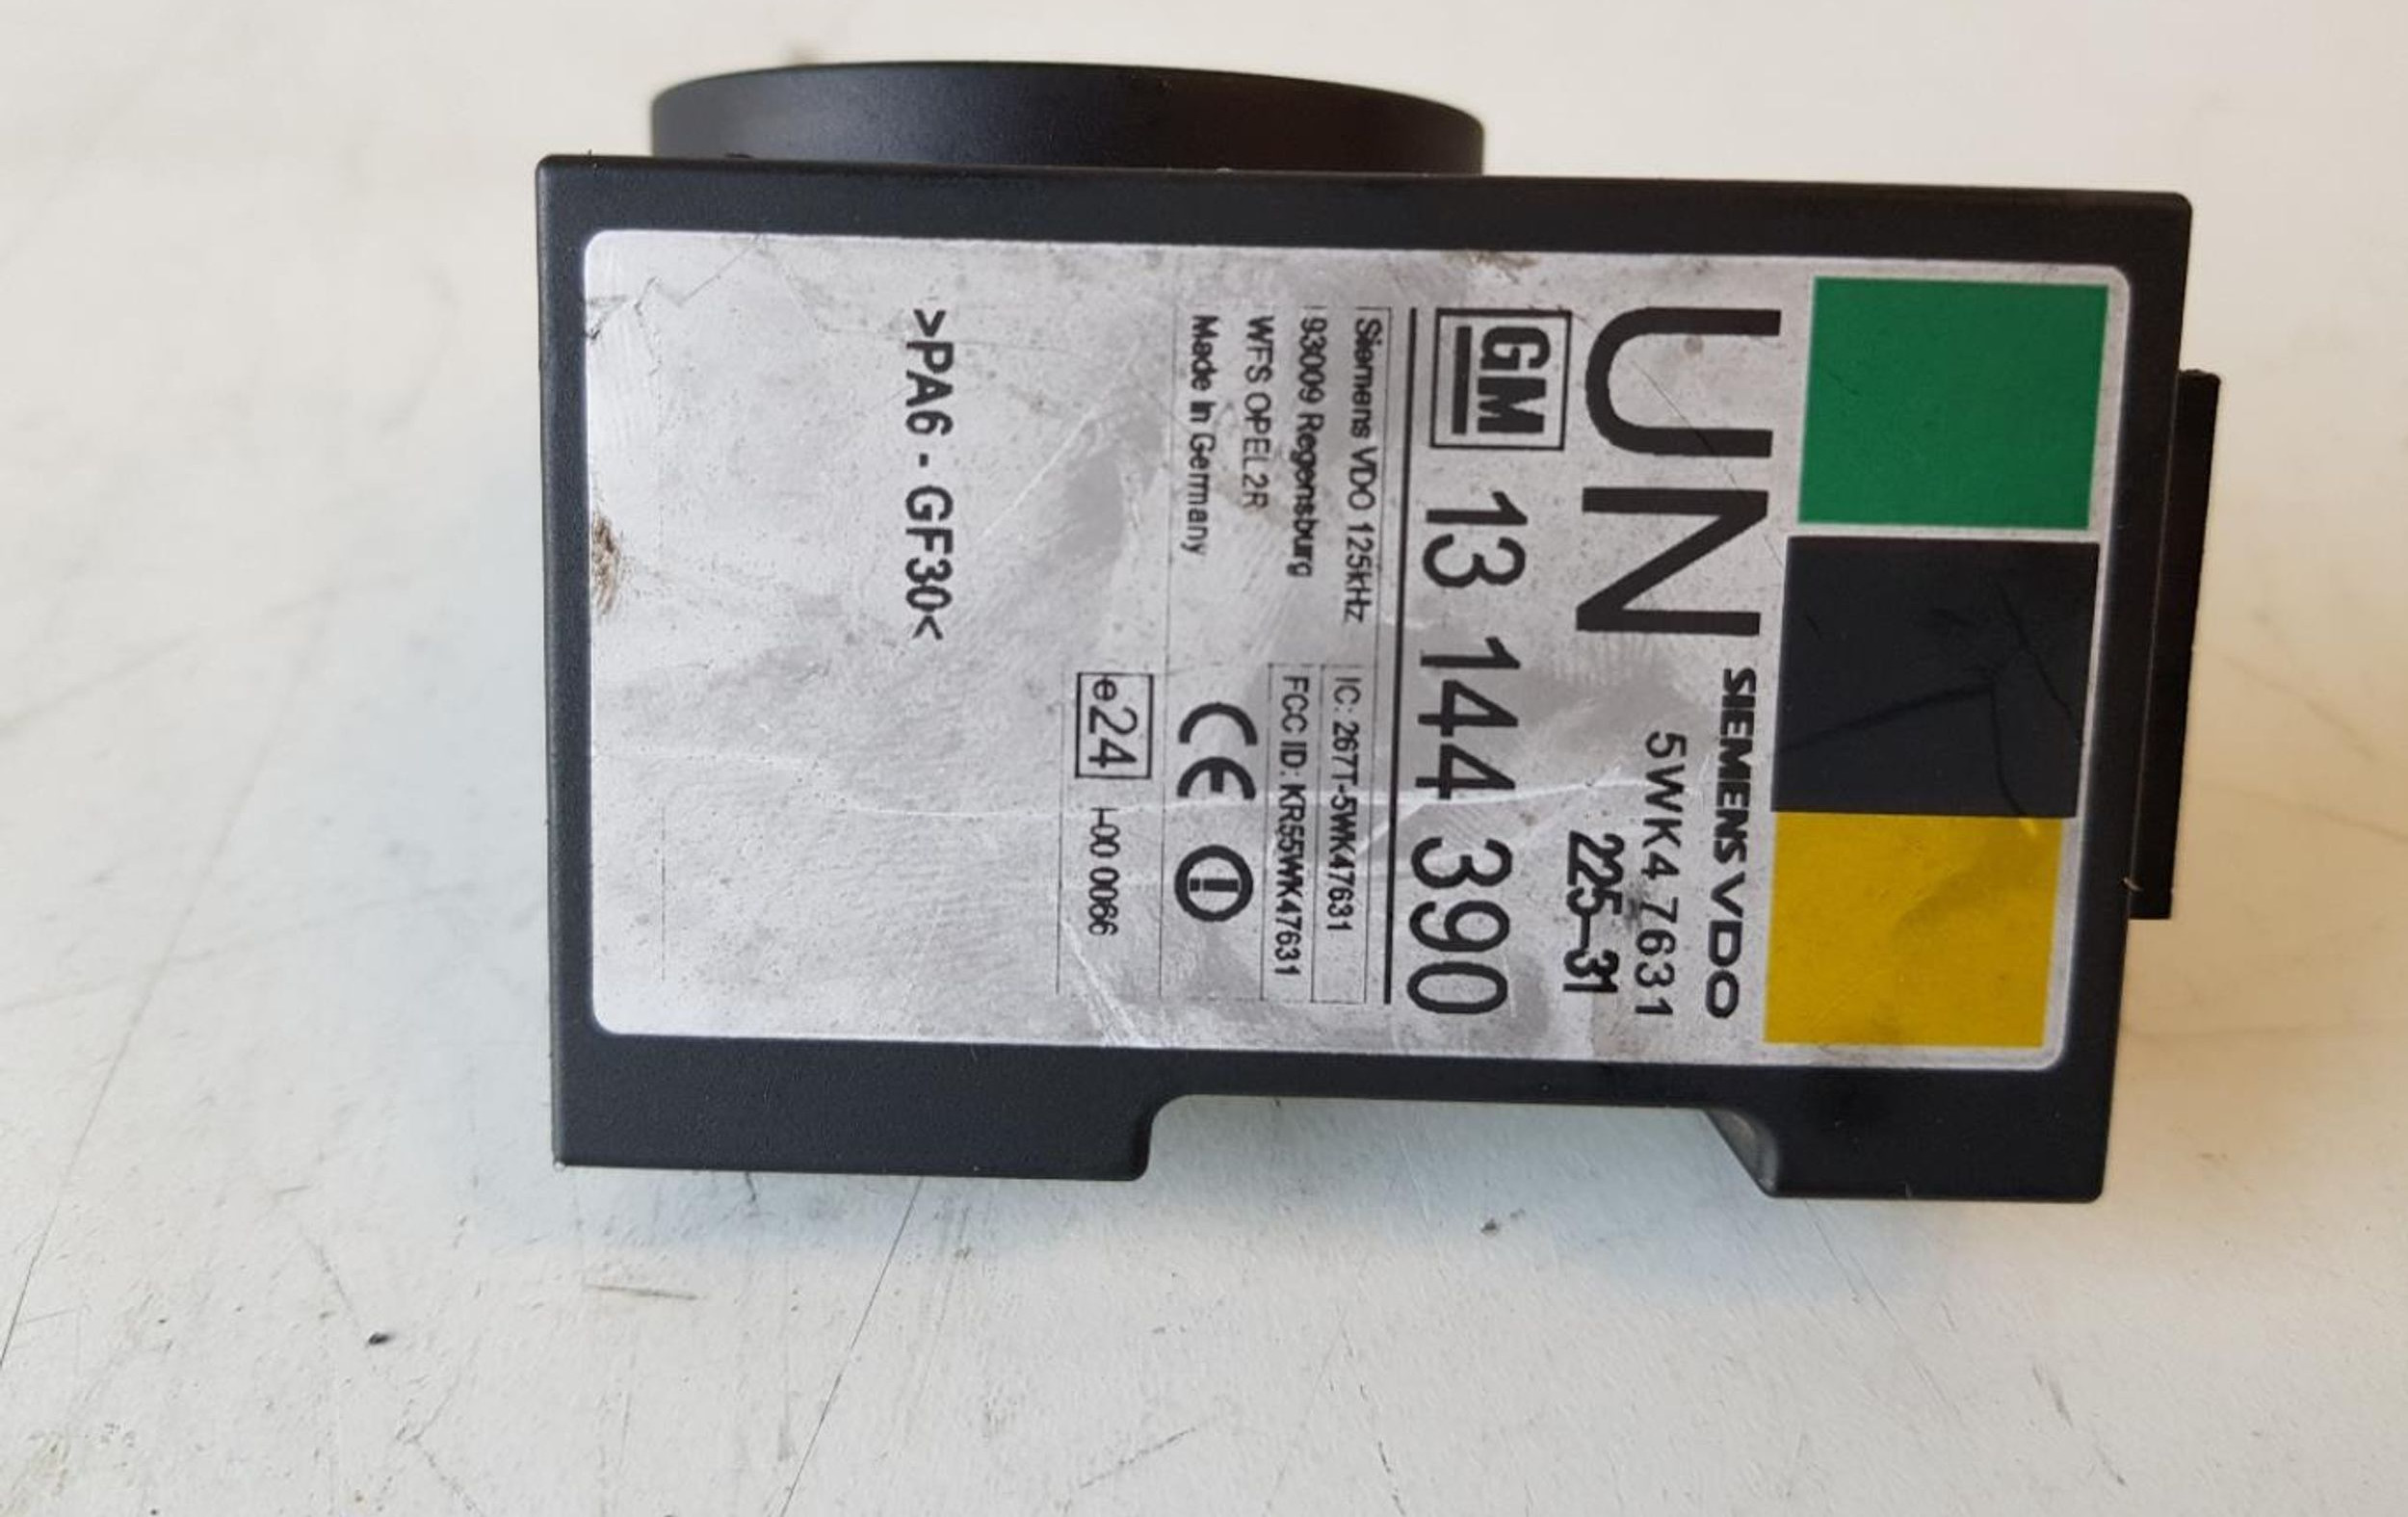 UN
SIEMENS VDO
5WK4 7631
225-31
GM 13 144 390
Siemens VDO 125kHz
93009 Regensburg
WFS OPEL2R
Made in Germany
IC: 267T-5WK47631
FCC ID: KR55WK47631
CE
e24 I-00 0066
>PA6 - GF30<